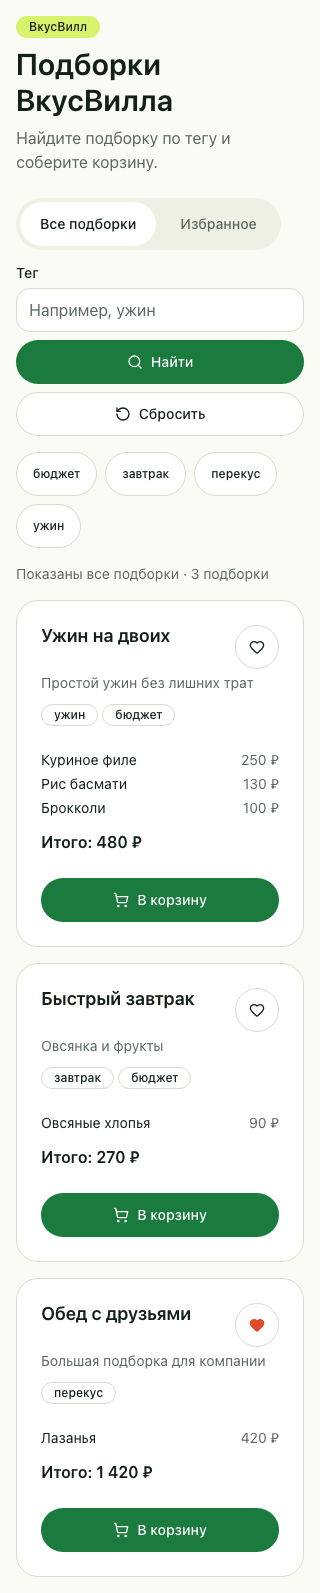 ВкусВилл
Подборки
ВкусВилла
Найдите подборку по тегу и
соберите корзину.
Все подборки Избранное
Тег
Например, ужин
Найти
Сбросить
бюджет завтрак перекус
ужин
Показаны все подборки · 3 подборки
Ужин на двоих
Простой ужин без лишних трат
ужин бюджет
Куриное филе 250 ₽
Рис басмати 130 ₽
Брокколи 100 ₽
Итого: 480 ₽
В корзину
Быстрый завтрак
Овсянка и фрукты
завтрак бюджет
Овсяные хлопья 90 ₽
Итого: 270 ₽
В корзину
Обед с друзьями
Большая подборка для компании
перекус
Лазанья 420 ₽
Итого: 1 420 ₽
В корзину